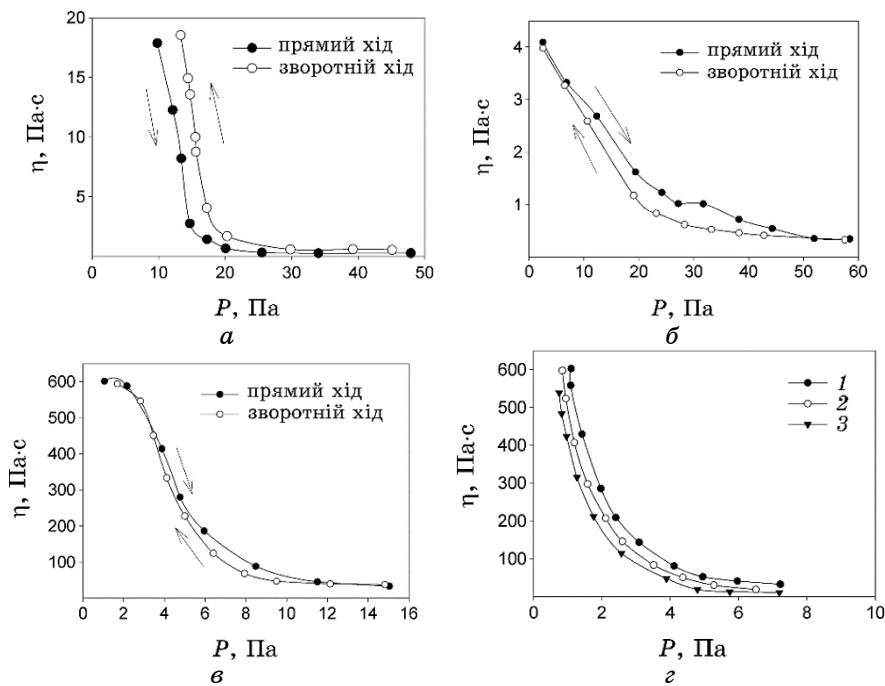 20
15
10
5
η, Па·с
прямий хід
зворотній хід
0
10
20
30
40
50
P, Па
а
4
3
2
1
η, Па·с
прямий хід
зворотній хід
0
10
20
30
40
50
60
P, Па
б
600
500
400
300
200
100
η, Па·с
прямий хід
зворотній хід
0
2
4
6
8
10
12
14
16
P, Па
в
600
500
400
300
200
100
η, Па·с
1
2
3
0
2
4
6
8
10
P, Па
г